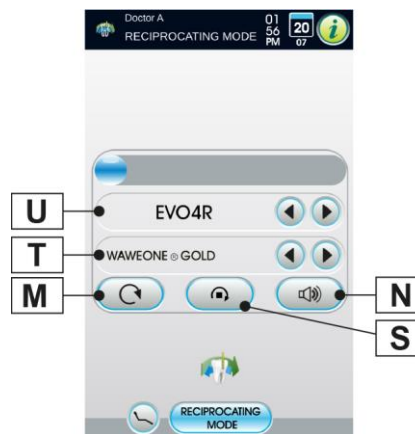 Doctor A
RECIPROCATING MODE
01
56
PM
20
07
i
U
EVO4R
T
WAWEONE ® GOLD
M
N
S
RECIPROCATING
MODE